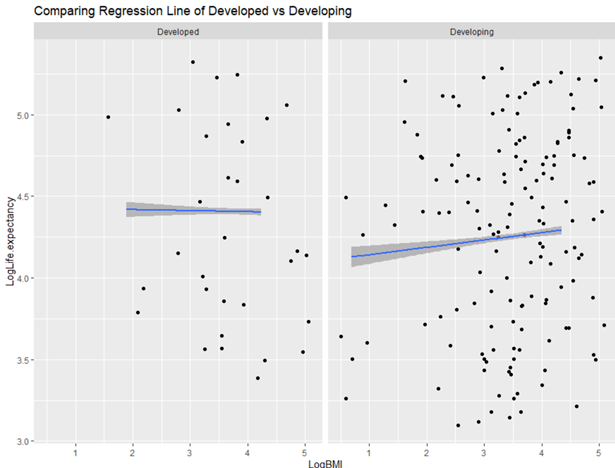 Comparing Regression Line of Developed vs Developing
Developed
Developing
5.0
4.5
4.0
3.5
3.0
LogLife.expectancy
1 2 3 4 5
1 2 3 4 5
LogBMI